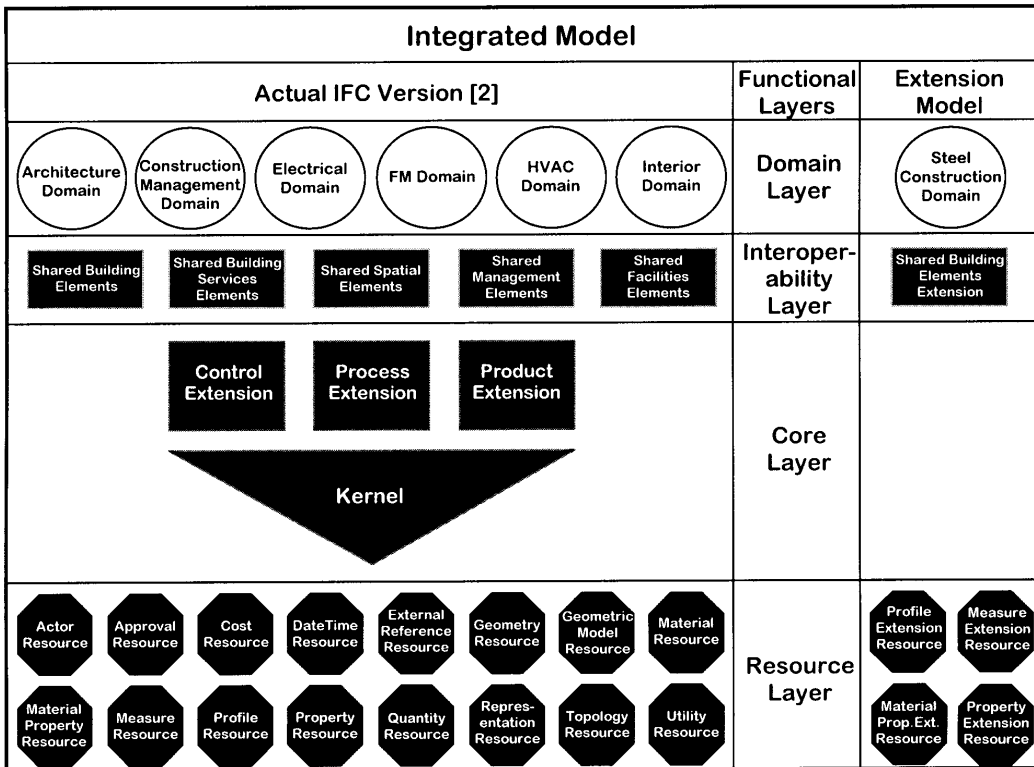 Integrated Model
Actual IFC Version [2]
Functional
Layers
Extension
Model
Architecture
Domain
Construction
Management
Domain
Electrical
Domain
FM Domain
HVAC
Domain
Interior
Domain
Domain
Layer
Steel
Construction
Domain
Shared Building
Elements
Shared Building
Services
Elements
Shared Spatial
Elements
Shared
Management
Elements
Shared
Facilities
Elements
Interoper-
ability
Layer
Shared Building
Elements
Extension
Control
Extension
Process
Extension
Product
Extension
Kernel
Core
Layer
Actor
Resource
Approval
Resource
Cost
Resource
DateTime
Resource
External
Reference
Resource
Geometry
Resource
Geometric
Model
Resource
Material
Resource
Material
Property
Resource
Measure
Resource
Profile
Resource
Property
Resource
Quantity
Resource
Repres-
entation
Resource
Topology
Resource
Utility
Resource
Resource
Layer
Profile
Extension
Resource
Measure
Extension
Resource
Material
Prop.Ext.
Resource
Property
Extension
Resource